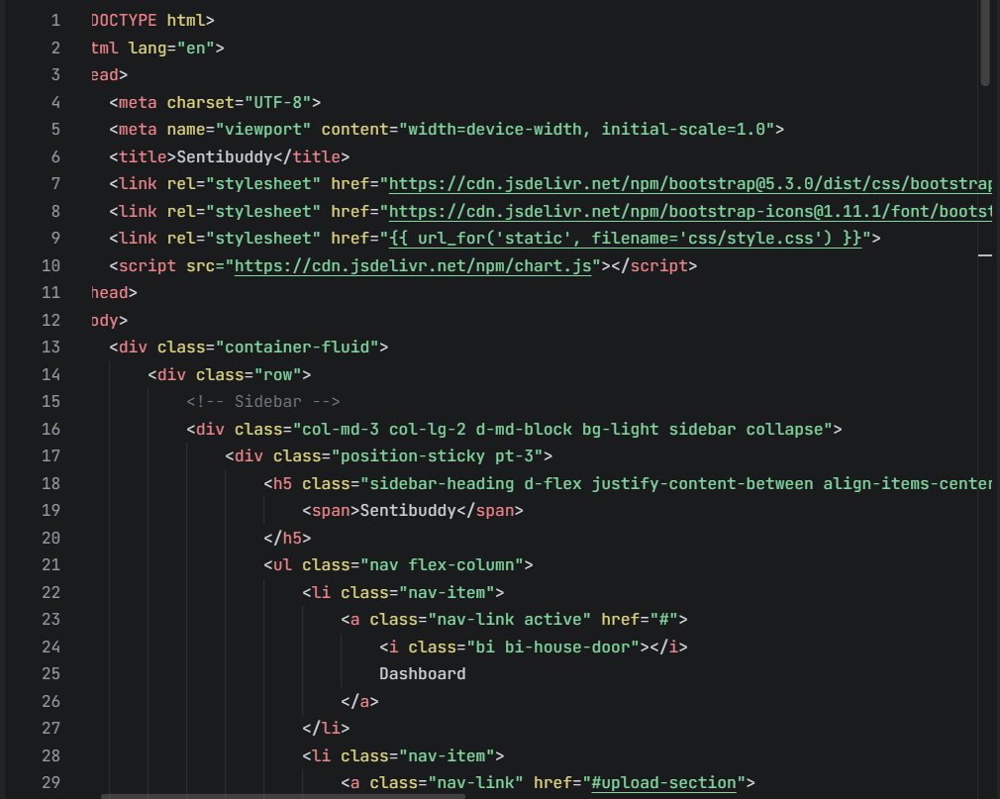 1 DOCTYPE html>
2 tml lang="en">
3 ead>
4 <meta charset="UTF-8">
5 <meta name="viewport" content="width=device-width, initial-scale=1.0">
6 <title>Sentibuddy</title>
7 <link rel="stylesheet" href="https://cdn.jsdelivr.net/npm/bootstrap@5.3.0/dist/css/bootstrap
8 <link rel="stylesheet" href="https://cdn.jsdelivr.net/npm/bootstrap-icons@1.11.1/font/bootst
9 <link rel="stylesheet" href="{{ url_for('static', filename='css/style.css') }}">
10 <script src="https://cdn.jsdelivr.net/npm/chart.js"></script>
11 head>
12 ody>
13 <div class="container-fluid">
14 <div class="row">
15 <!-- Sidebar -->
16 <div class="col-md-3 col-lg-2 d-md-block bg-light sidebar collapse">
17 <div class="position-sticky pt-3">
18 <h5 class="sidebar-heading d-flex justify-content-between align-items-center
19 <span>Sentibuddy</span>
20 </h5>
21 <ul class="nav flex-column">
22 <li class="nav-item">
23 <a class="nav-link active" href="#">
24 <i class="bi bi-house-door"></i>
25 Dashboard
26 </a>
27 </li>
28 <li class="nav-item">
29 <a class="nav-link" href="#upload-section">